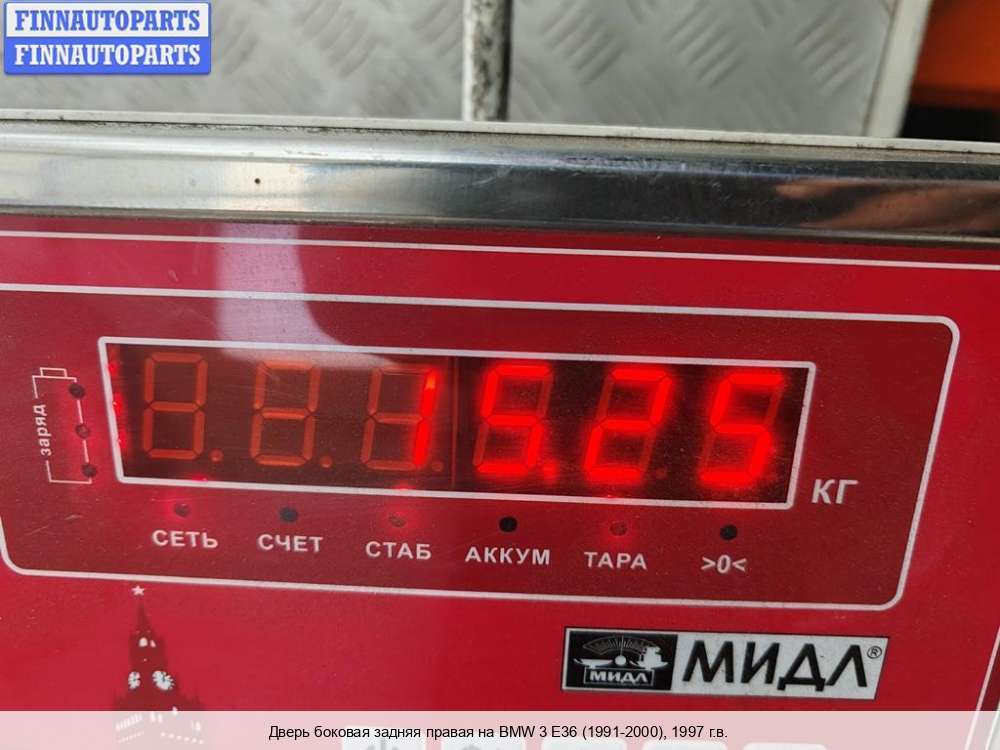 FINNAUTOPARTS
FINNAUTOPARTS
заряд
15.25
КГ
СЕТЬ СЧЕТ СТАБ АККУМ ТАРА >0<
МИДЛ
МИДЛ®
Дверь боковая задняя правая на BMW 3 E36 (1991-2000), 1997 г.в.